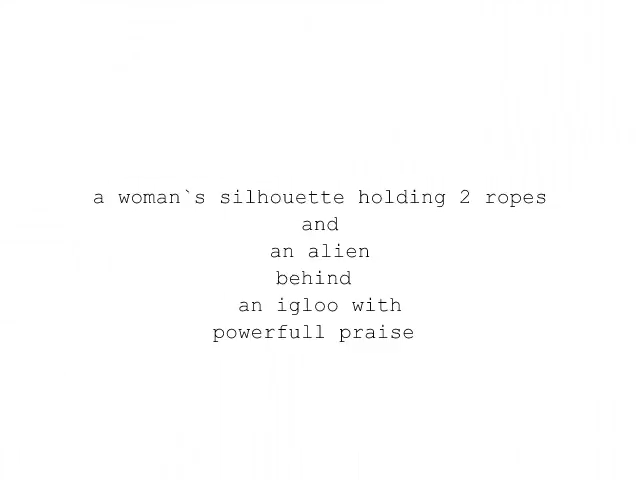 a woman`s silhouette holding 2 ropes
and
an alien
behind
an igloo with
powerfull praise